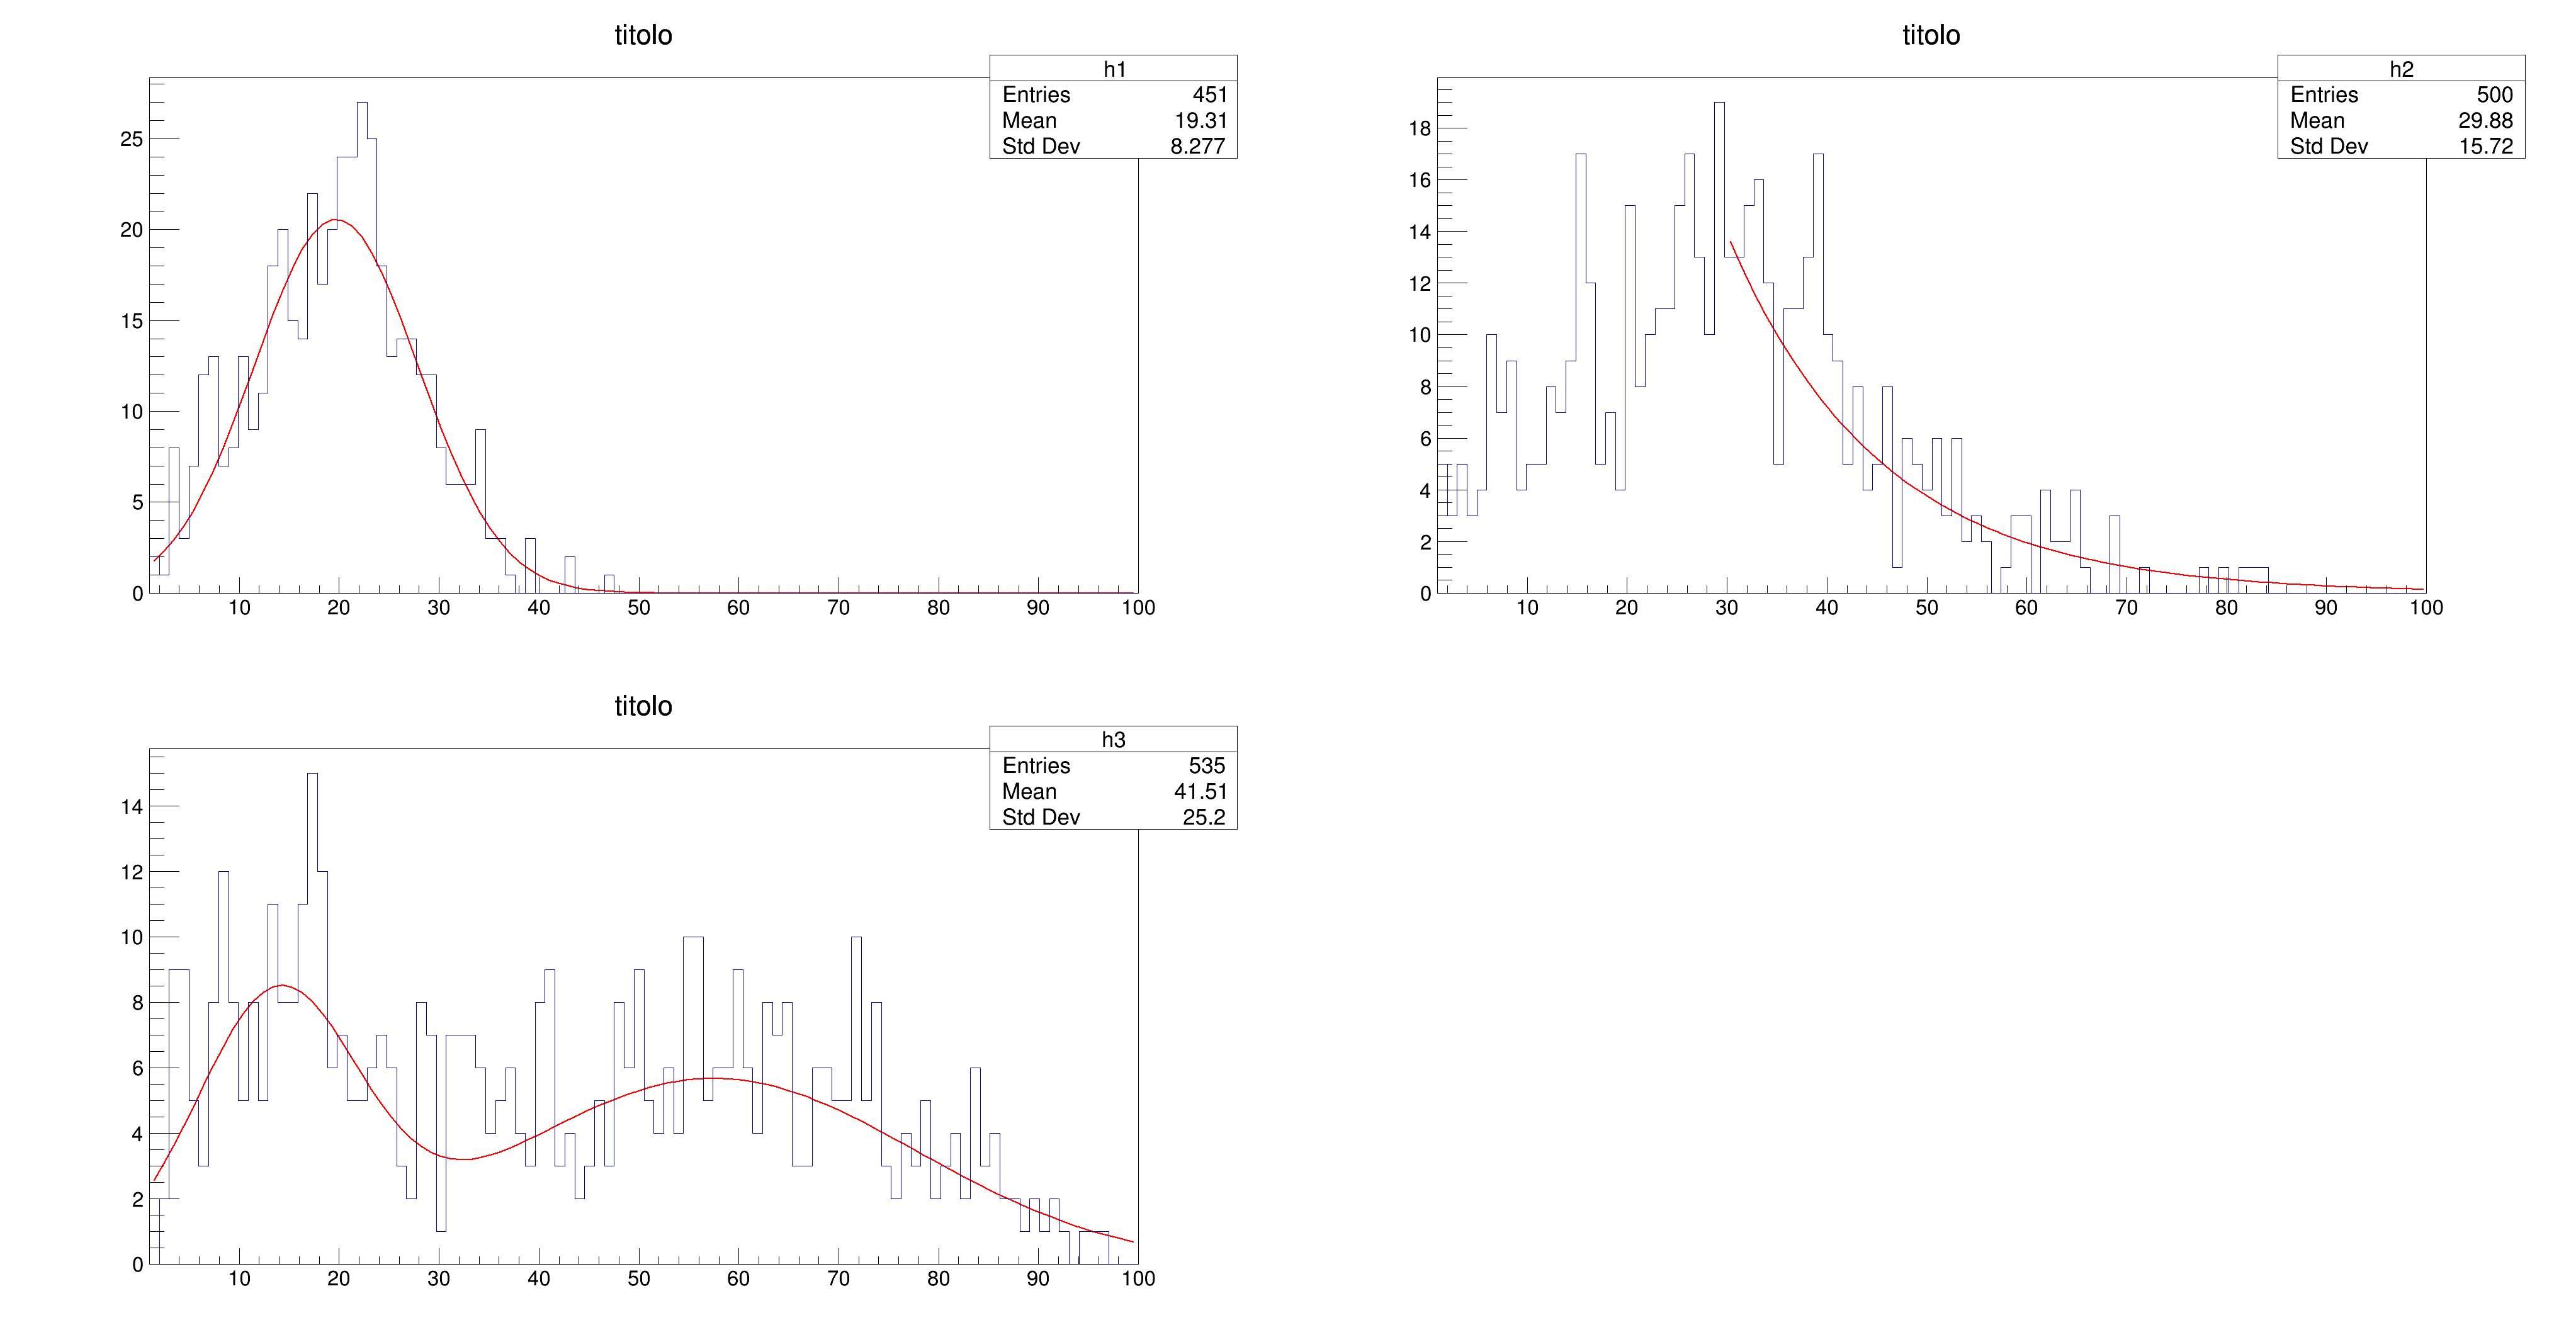 titolo
h1
Entries 451
Mean 19.31
Std Dev 8.277
25
20
15
10
5
0
10 20 30 40 50 60 70 80 90 100
titolo
h2
Entries 500
Mean 29.88
Std Dev 15.72
18
16
14
12
10
8
6
4
2
0
10 20 30 40 50 60 70 80 90 100
titolo
h3
Entries 535
Mean 41.51
Std Dev 25.2
14
12
10
8
6
4
2
0
10 20 30 40 50 60 70 80 90 100